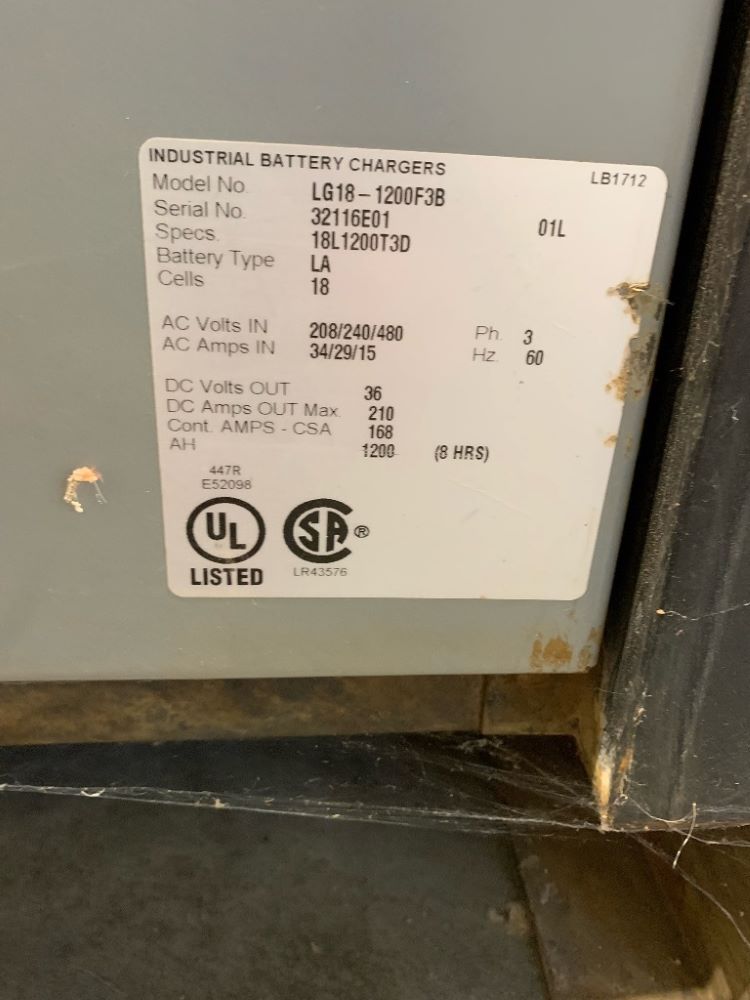 INDUSTRIAL BATTERY CHARGERS LB1712
Model No. LG18-1200F3B
Serial No. 32116E01 01L
Specs. 18L1200T3D
Battery Type LA
Cells 18
AC Volts IN 208/240/480 Ph. 3
AC Amps IN 34/29/15 Hz. 60
DC Volts OUT 36
DC Amps OUT Max. 210
Cont. AMPS - CSA 168
AH 1200 (8 HRS)
447R
E52098
UL SA ®
LISTED LR43576